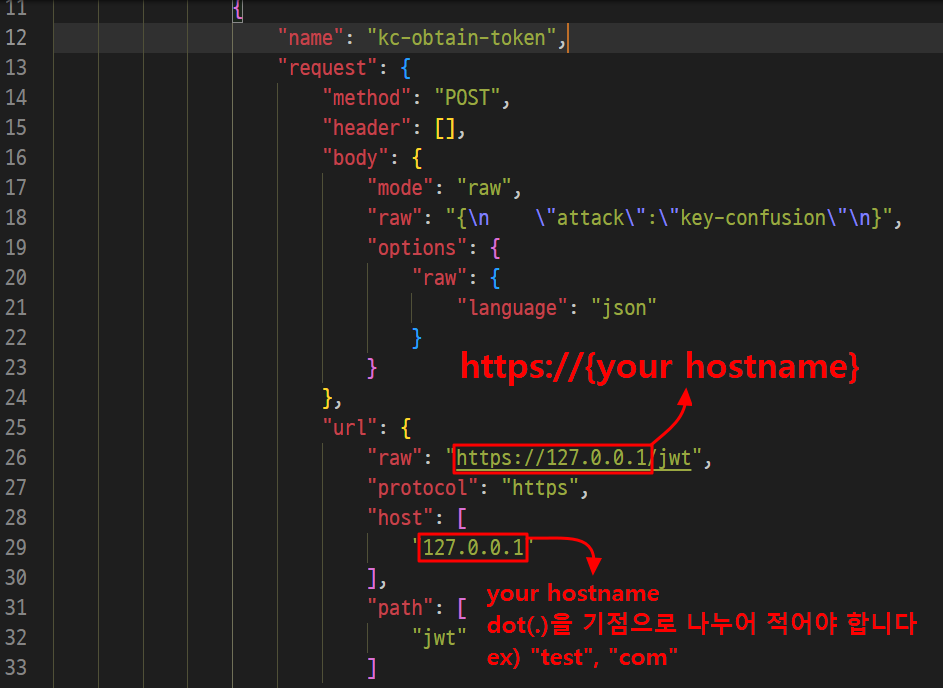 11 {
12 "name": "kc-obtain-token",
13 "request": {
14 "method": "POST",
15 "header": [],
16 "body": {
17 "mode": "raw",
18 "raw": "{\n    \"attack\":\"key-confusion\"\n}",
19 "options": {
20 "raw": {
21 "language": "json"
22 }
23 }
https://{your hostname}
24 },
25 "url": {
26 "raw": "https://127.0.0.1/jwt",
27 "protocol": "https",
28 "host": [
29 "127.0.0.1"
30 ],
your hostname
31 "path": [
dot(.)을 기점으로 나누어 적어야 합니다
32 "jwt"
ex) "test", "com"
33 ]